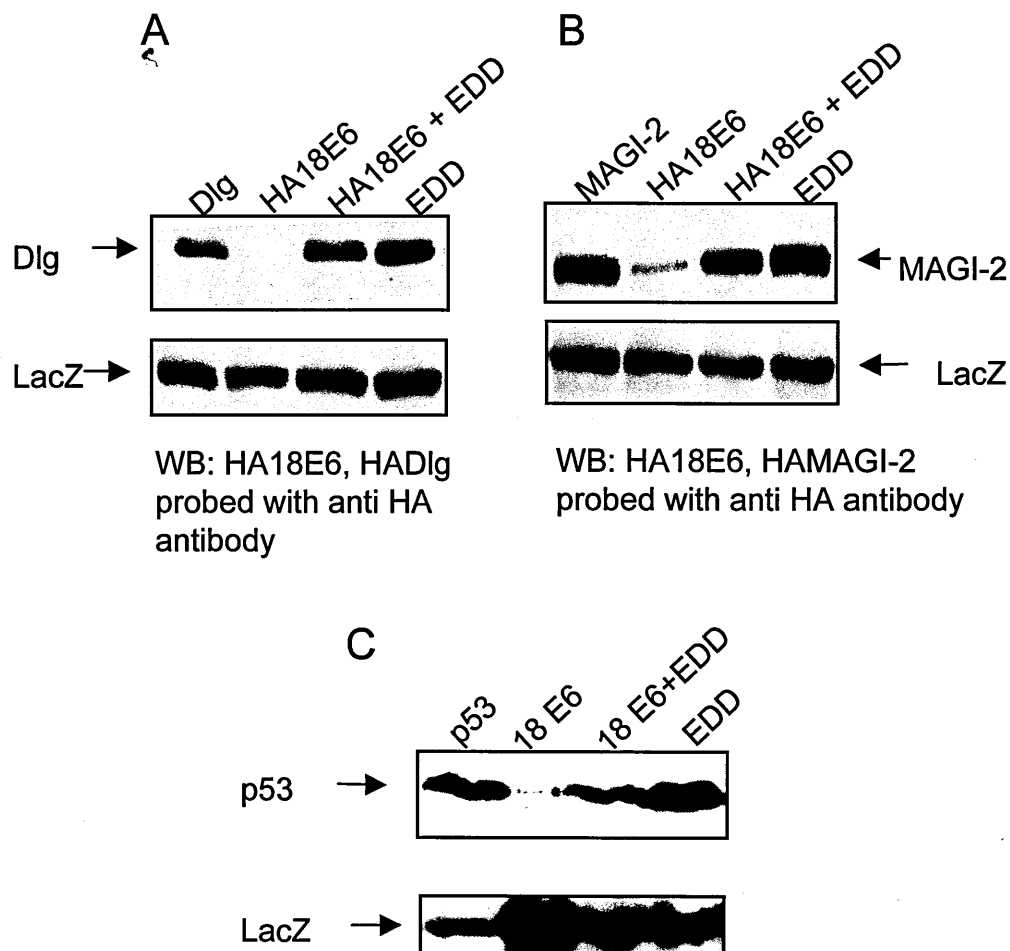 A
Dlg
HA18E6
HA18E6 + EDD
EDD
Dlg
LacZ
WB: HA18E6, HADlg
probed with anti HA
antibody
B
MAGI-2
HA18E6
HA18E6 + EDD
EDD
MAGI-2
LacZ
WB: HA18E6, HAMAGI-2
probed with anti HA antibody
C
p53
18 E6
18 E6+EDD
EDD
p53
LacZ